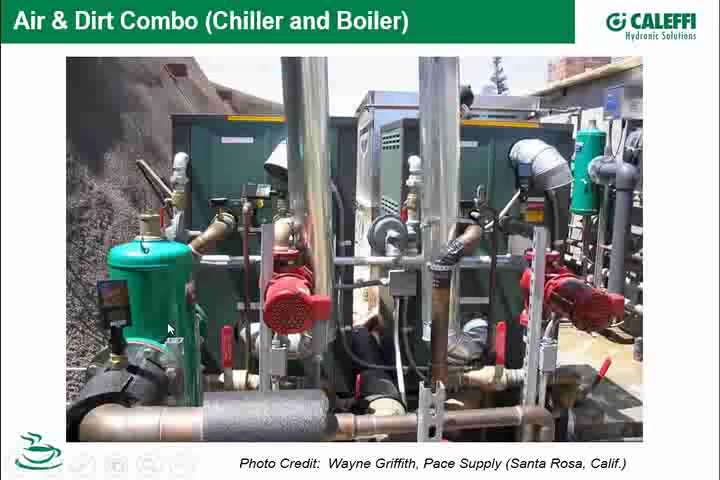 Air & Dirt Combo (Chiller and Boiler)
CALEFFI
Hydronic Solutions
Photo Credit: Wayne Griffith, Pace Supply (Santa Rosa, Calif.)